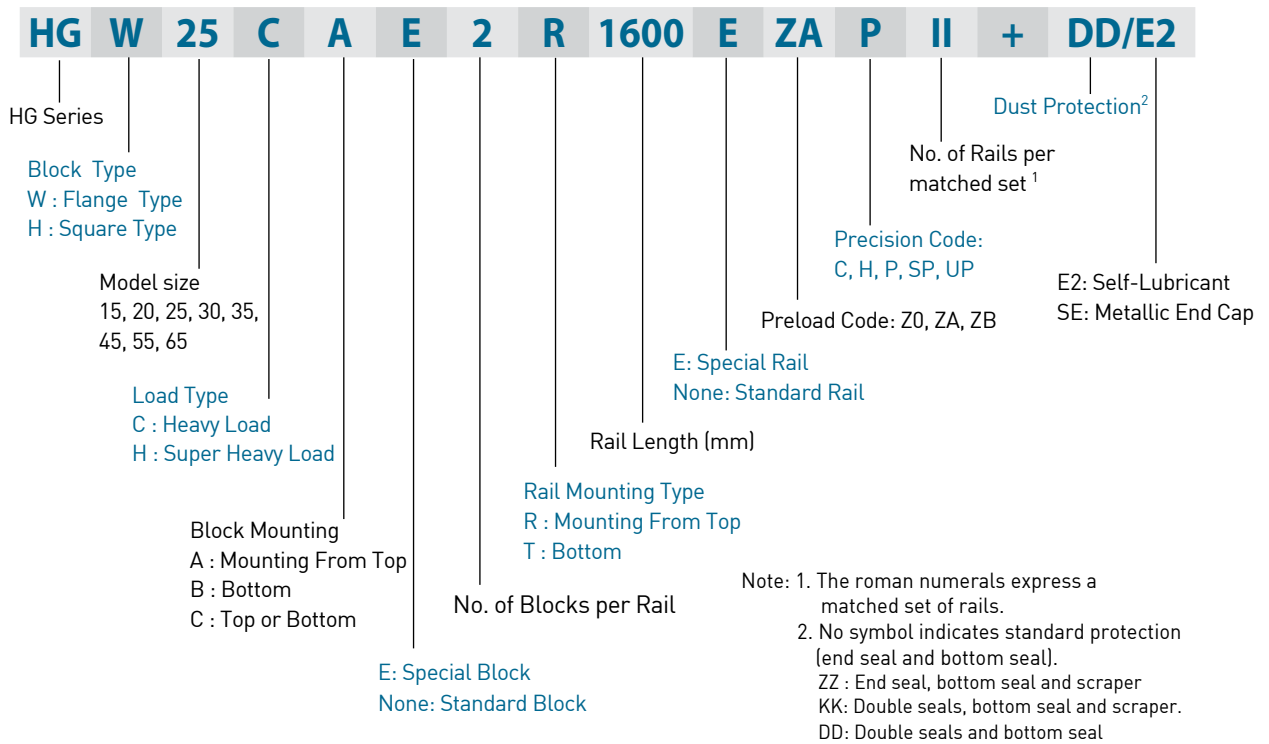 HG W 25 C A E 2 R 1600 E ZA P II + DD/E2
HG Series
Block Type
W : Flange Type
H : Square Type
Model size
15, 20, 25, 30, 35,
45, 55, 65
Load Type
C : Heavy Load
H : Super Heavy Load
Block Mounting
A : Mounting From Top
B : Bottom
C : Top or Bottom
E: Special Block
None: Standard Block
No. of Blocks per Rail
Rail Mounting Type
R : Mounting From Top
T : Bottom
Rail Length (mm)
E: Special Rail
None: Standard Rail
Preload Code: Z0, ZA, ZB
Precision Code:
C, H, P, SP, UP
No. of Rails per
matched set 1
Dust Protection2
E2: Self-Lubricant
SE: Metallic End Cap
Note: 1. The roman numerals express a
matched set of rails.
2. No symbol indicates standard protection
(end seal and bottom seal).
ZZ : End seal, bottom seal and scraper
KK: Double seals, bottom seal and scraper.
DD: Double seals and bottom seal